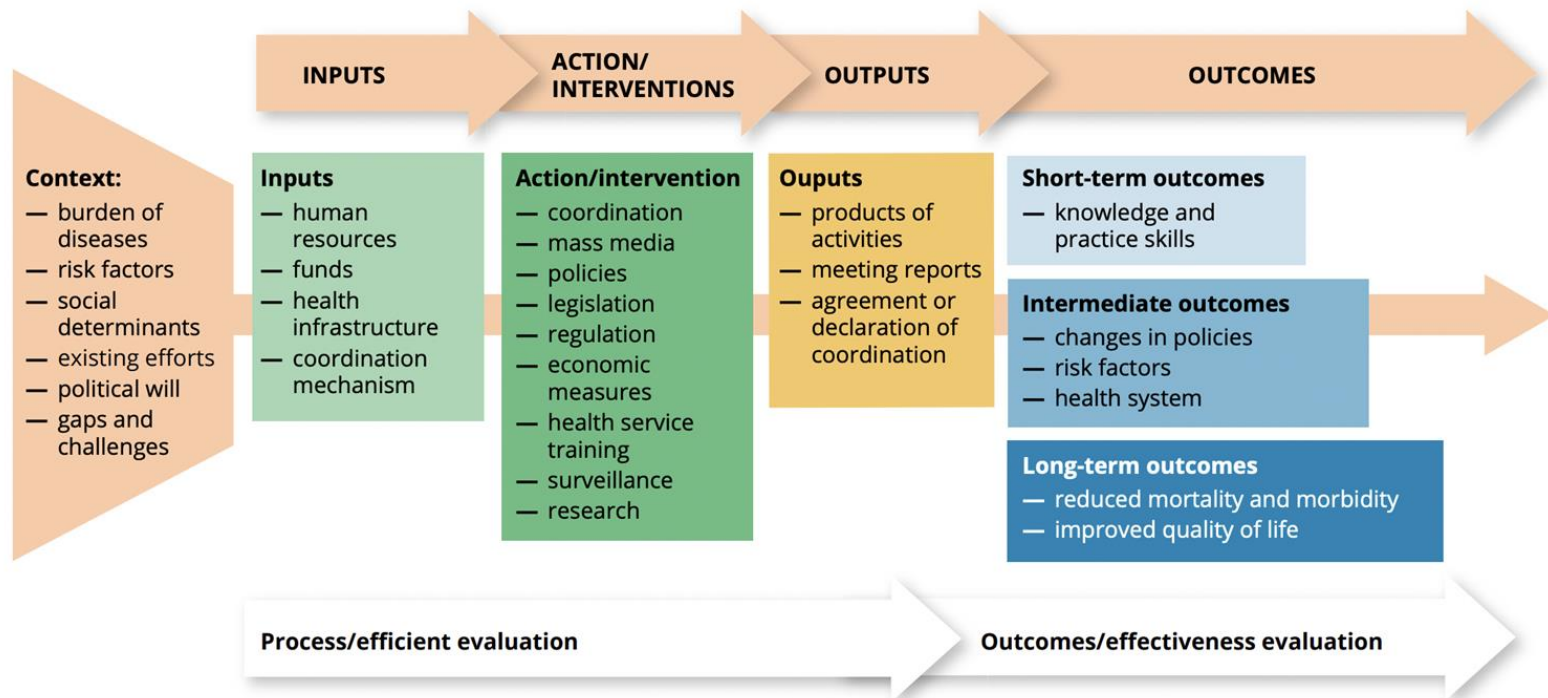 INPUTS
ACTION/
INTERVENTIONS
OUTPUTS
OUTCOMES
Context:
— burden of
diseases
— risk factors
— social
determinants
— existing efforts
— political will
— gaps and
challenges
Inputs
— human
resources
— funds
— health
infrastructure
— coordination
mechanism
Action/intervention
— coordination
— mass media
— policies
— legislation
— regulation
— economic
measures
— health service
training
— surveillance
— research
Ouputs
— products of
activities
— meeting reports
— agreement or
declaration of
coordination
Short-term outcomes
— knowledge and
practice skills
Intermediate outcomes
— changes in policies
— risk factors
— health system
Long-term outcomes
— reduced mortality and morbidity
— improved quality of life
Process/efficient evaluation
Outcomes/effectiveness evaluation